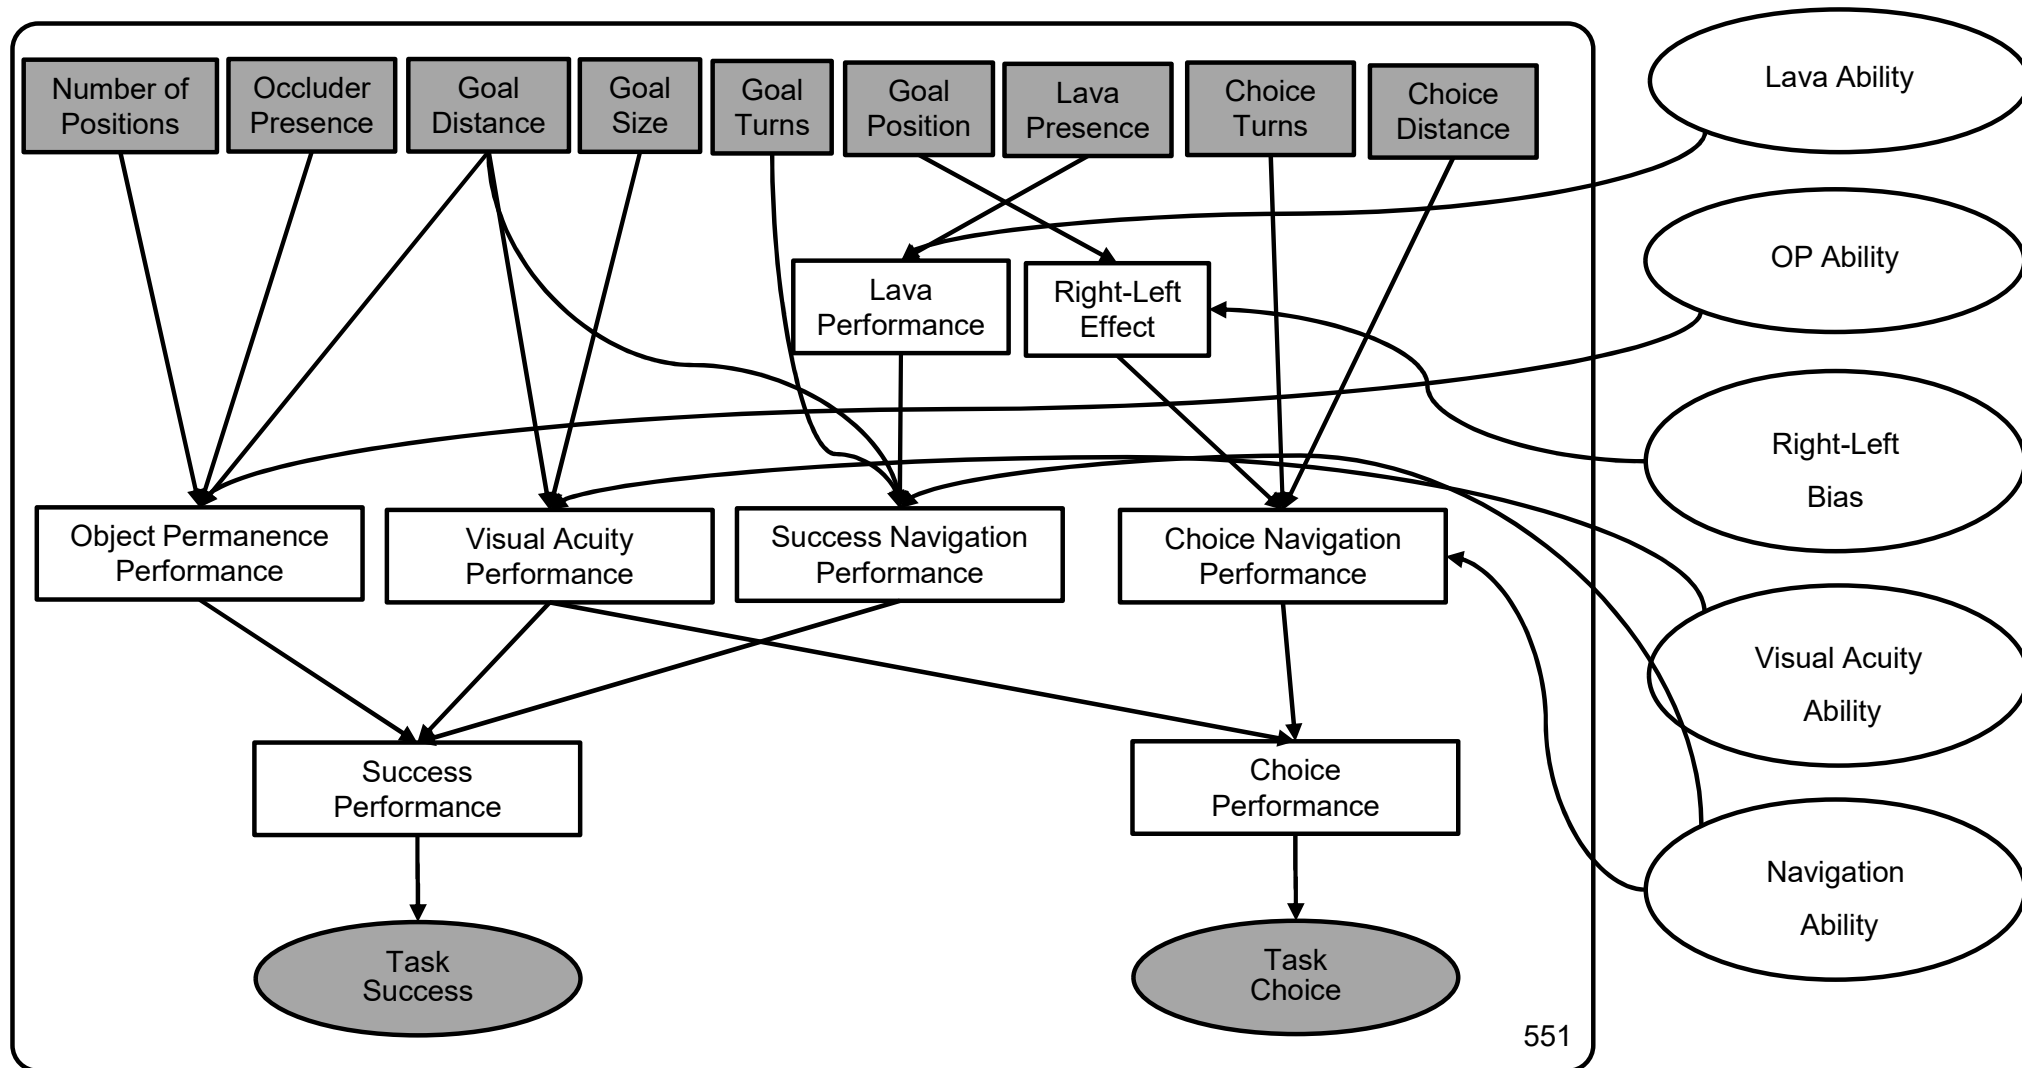 Number of
Positions
Occluder
Presence
Goal
Distance
Goal
Size
Goal
Turns
Goal
Position
Lava
Presence
Choice
Turns
Choice
Distance
Lava Ability
OP Ability
Lava
Performance
Right-Left
Effect
Right-Left
Bias
Object Permanence
Performance
Visual Acuity
Performance
Success Navigation
Performance
Choice Navigation
Performance
Visual Acuity
Ability
Success
Performance
Choice
Performance
Navigation
Ability
Task
Success
Task
Choice
551